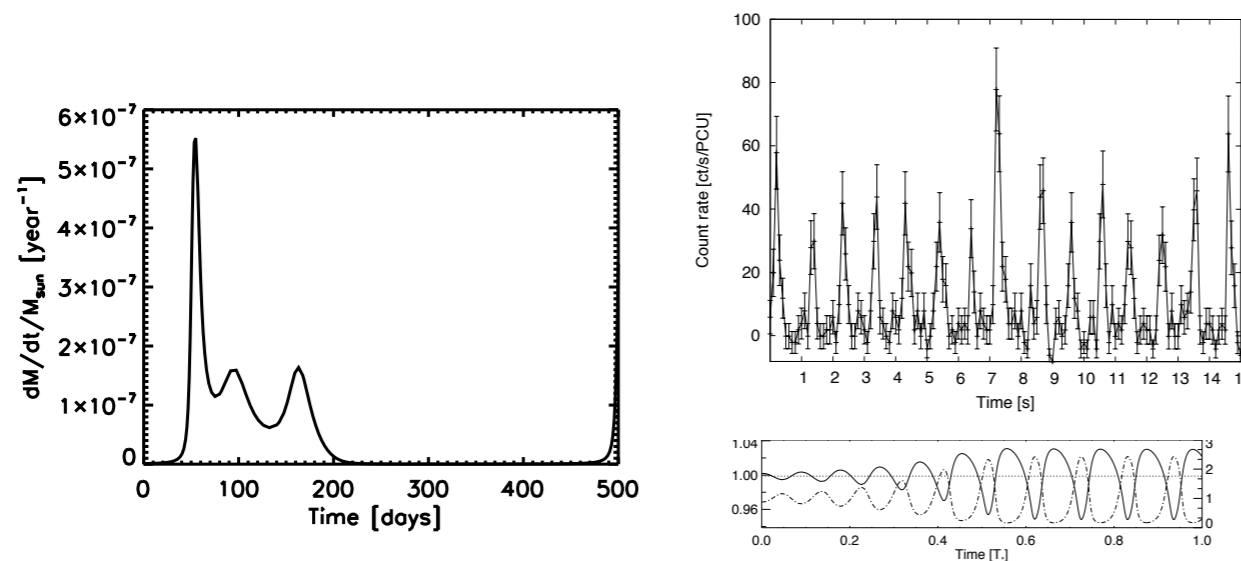 6×10⁻⁷
5×10⁻⁷
4×10⁻⁷
3×10⁻⁷
2×10⁻⁷
1×10⁻⁷
0
dM/dt/M_sun [year⁻¹]
0 100 200 300 400 500
Time [days]
100
80
60
40
20
0
Count rate [ct/s/PCU]
1 2 3 4 5 6 7 8 9 10 11 12 13 14 1
Time [s]
1.04
1.00
0.96
3
2
1
0
0.0 0.2 0.4 0.6 0.8 1.0
Time [T.]